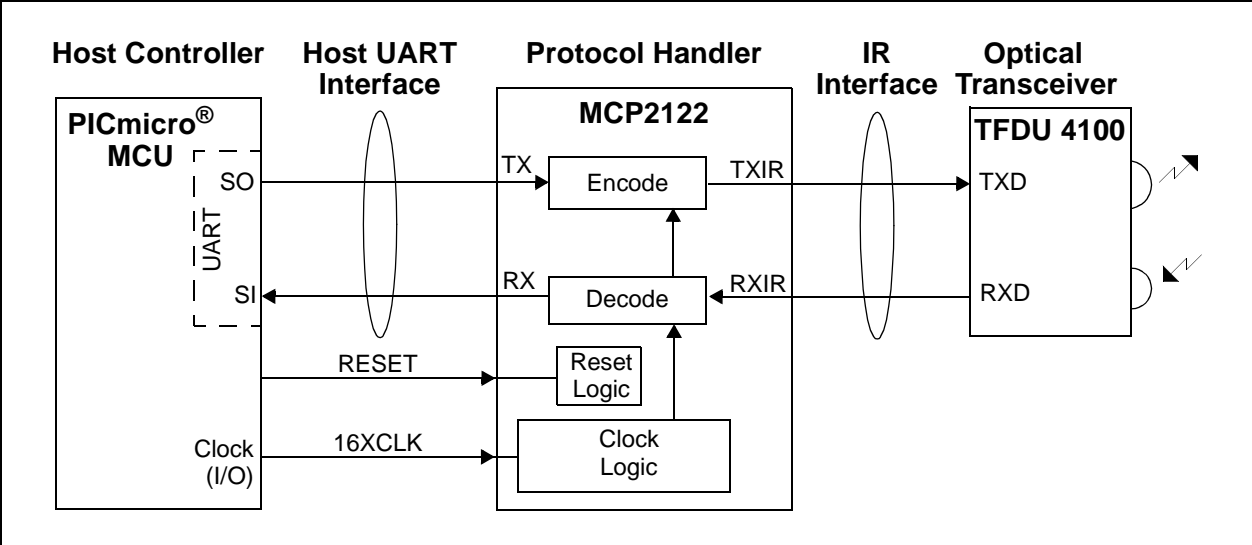 Host Controller
Host UART
Interface
Protocol Handler
IR
Interface
Optical
Transceiver
PICmicro®
MCU
MCP2122
TFDU 4100
SO
TX
Encode
TXIR
TXD
UART
SI
RX
Decode
RXIR
RXD
RESET
Reset
Logic
Clock
(I/O)
16XCLK
Clock
Logic